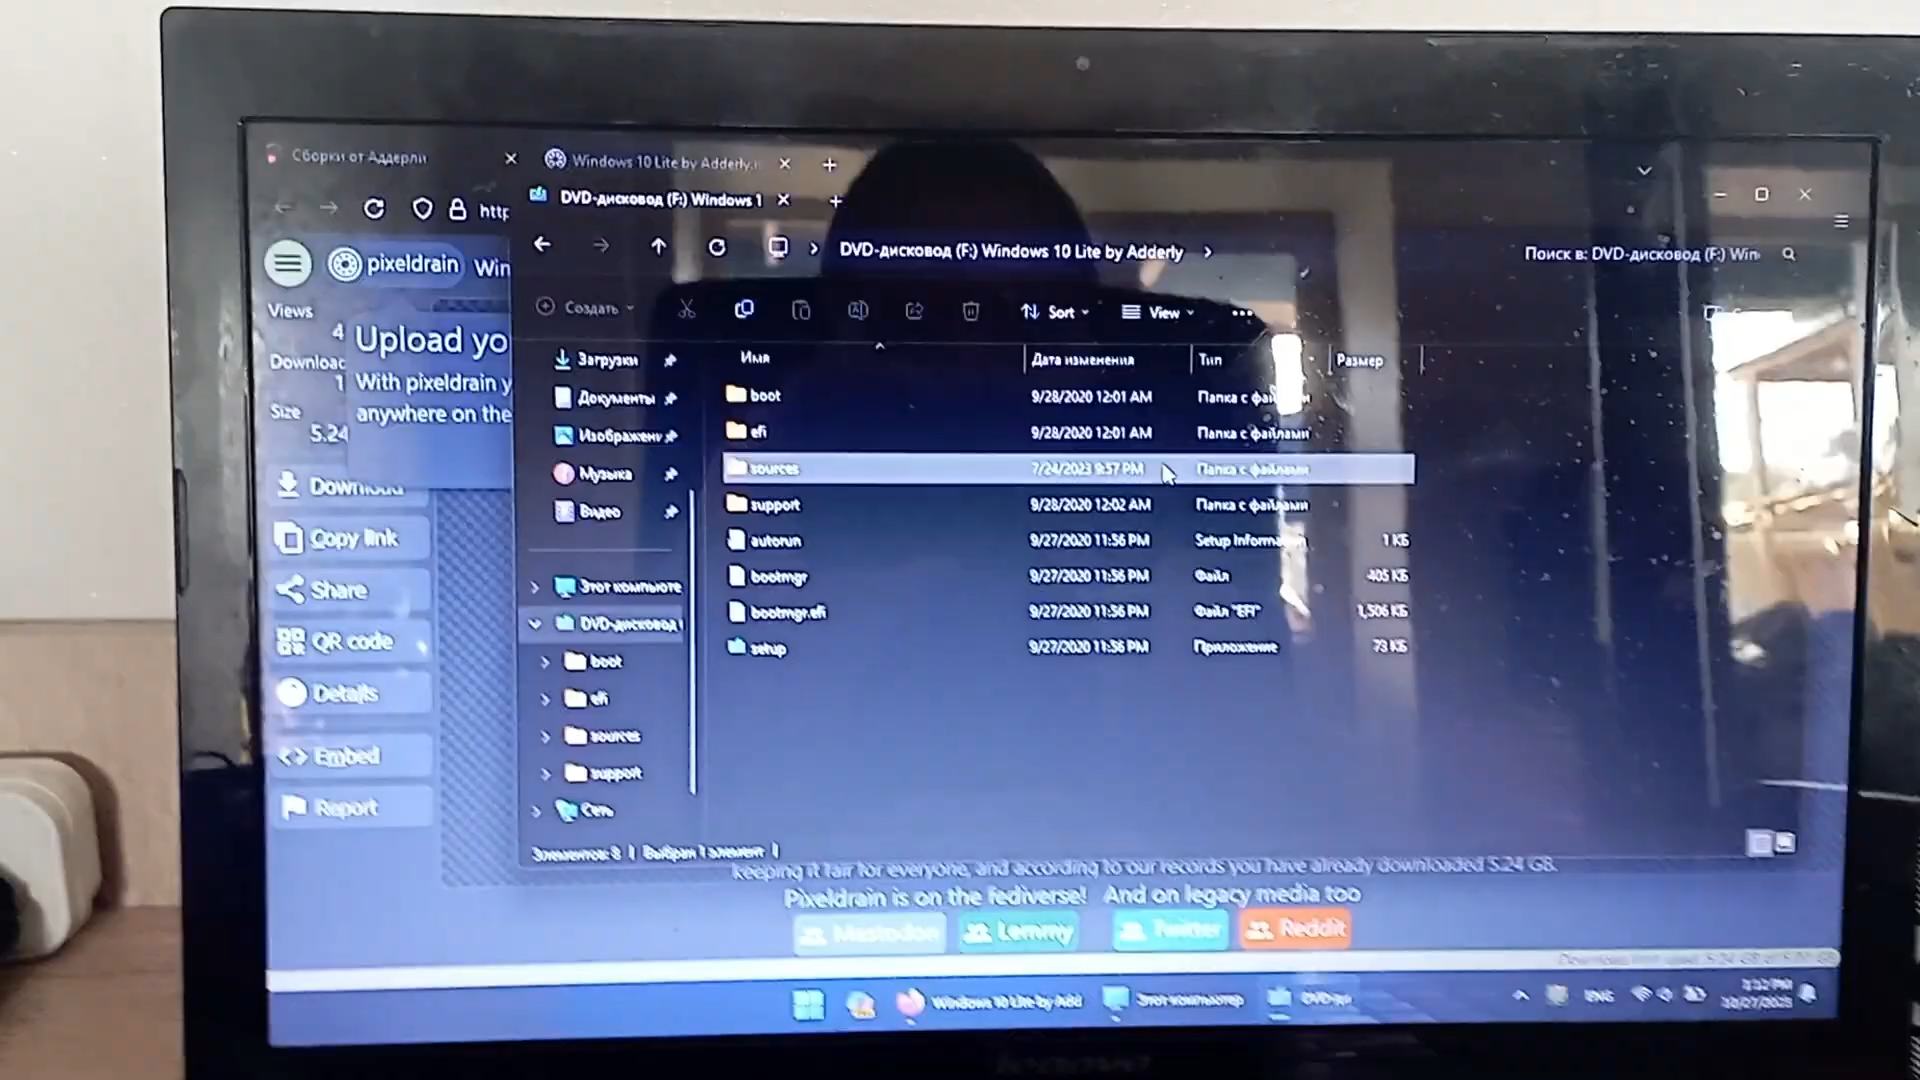 Сборки от Аддерли
Windows 10 Lite by Adderly.i
DVD-дисковод (F:) Windows 1
http
DVD-дисковод (F:) Windows 10 Lite by Adderly
Поиск в: DVD-дисковод (F:) Win
pixeldrain
Win
Создать
Sort
View
Views
4
Download
1
Size
5.24
Upload yo
With pixeldrain y
anywhere on the
Download
Copy link
Share
QR code
Details
Embed
Report
Загрузки
Документы
Изображени
Музыка
Видео
Этот компьюте
DVD-дисковод
boot
efi
sources
support
Сеть
Имя Дата изменения Тип Размер
boot 9/28/2020 12:01 AM Папка с файлами
efi 9/28/2020 12:01 AM Папка с файлами
sources 7/24/2023 9:57 PM Папка с файлами
support 9/28/2020 12:02 AM Папка с файлами
autorun 9/27/2020 11:56 PM Setup Information 1 КБ
bootmgr 9/27/2020 11:56 PM Файл 405 КБ
bootmgr.efi 9/27/2020 11:56 PM Файл "EFI" 1,506 КБ
setup 9/27/2020 11:56 PM Приложение 73 КБ
Элементов: 8 Выбран 1 элемент
keeping it fair for everyone, and according to our records you have already downloaded 5.24 GB.
Pixeldrain is on the fediverse! And on legacy media too
Mastodon
Lemmy
Twitter
Reddit
Windows 10 Lite by Add
Этот компьютер
DVD-ди
ENG